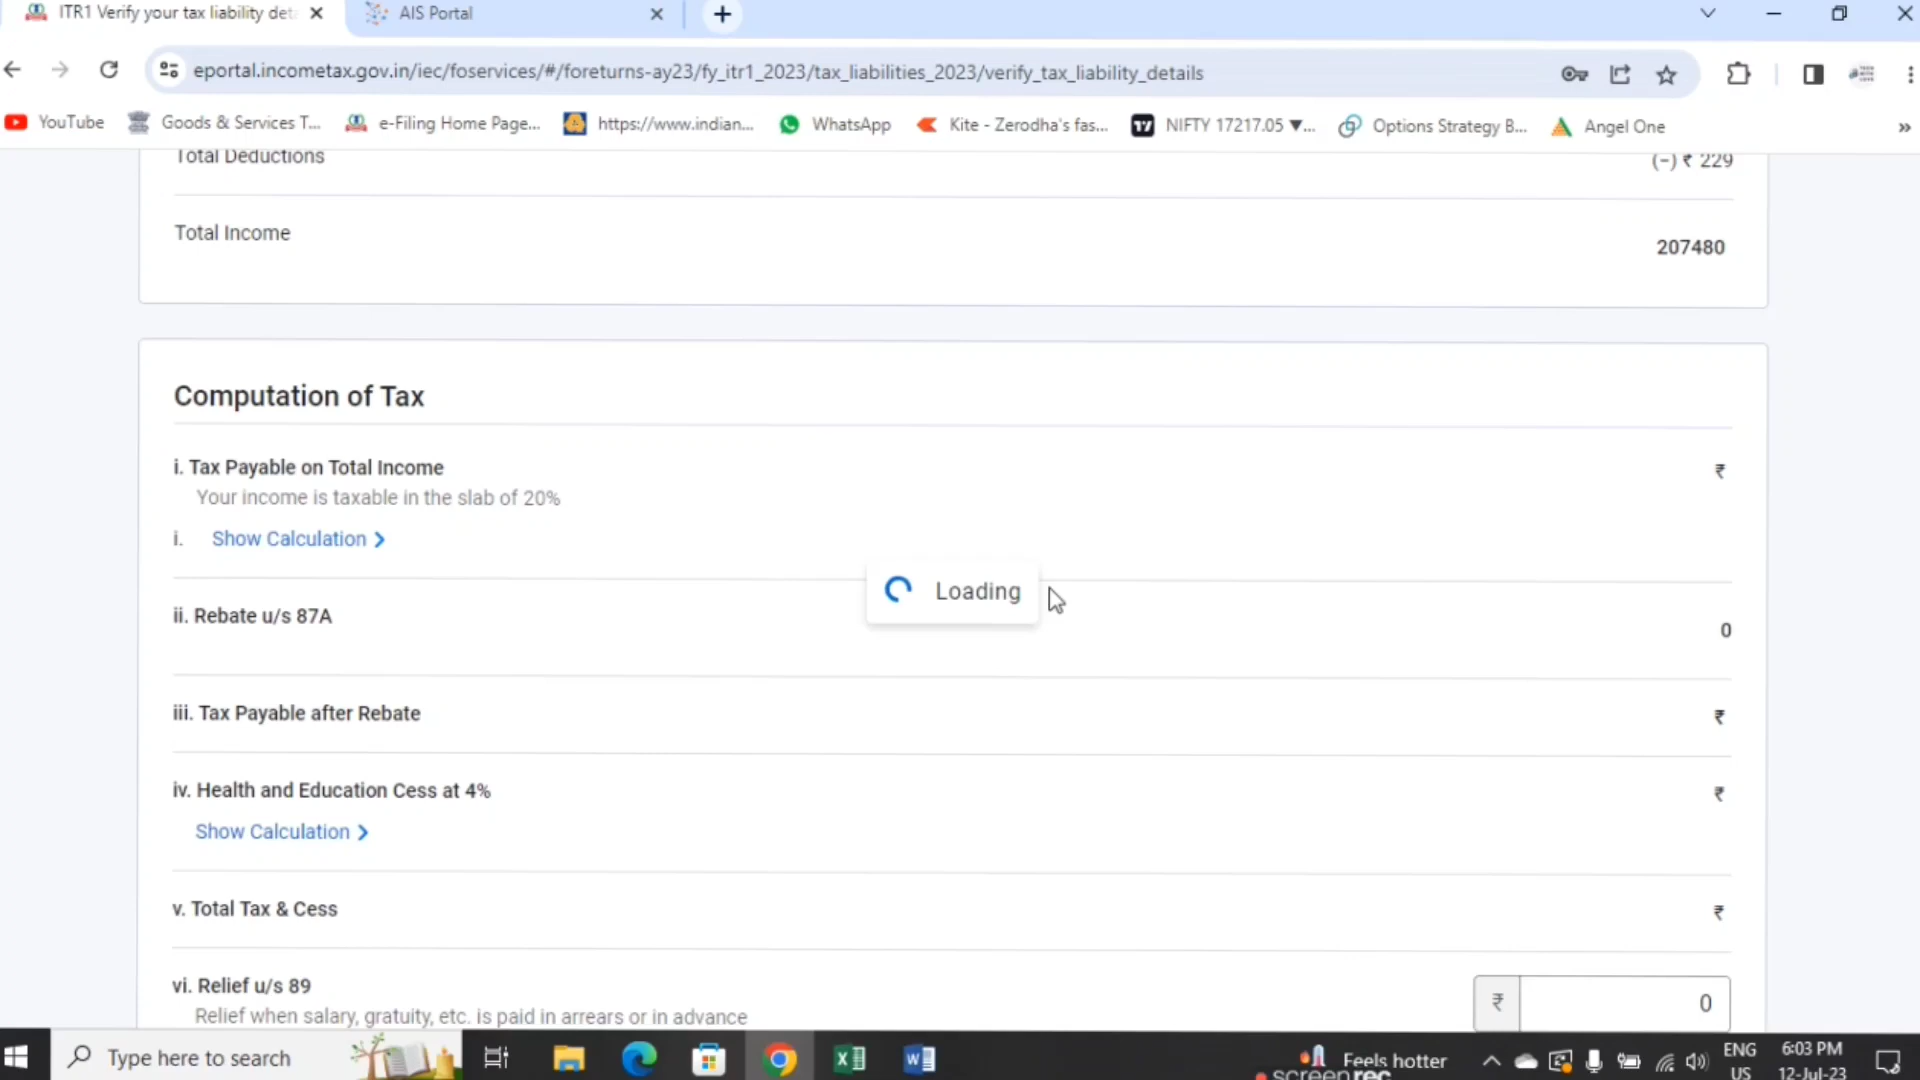 ITR1 Verify your tax liability deta
AIS Portal
eportal.incometax.gov.in/iec/foservices/#/foreturns-ay23/fy_itr1_2023/tax_liabilities_2023/verify_tax_liability_details
YouTube
Goods & Services T...
e-Filing Home Page...
https://www.indian...
WhatsApp
Kite - Zerodha's fas...
NIFTY 17217.05 ▼...
Options Strategy B...
Angel One
»
Total Deductions
(-) ₹ 229
Total Income
207480
Computation of Tax
i. Tax Payable on Total Income
₹
Your income is taxable in the slab of 20%
i. Show Calculation >
Loading
ii. Rebate u/s 87A
0
iii. Tax Payable after Rebate
₹
iv. Health and Education Cess at 4%
₹
Show Calculation >
v. Total Tax & Cess
₹
vi. Relief u/s 89
₹ 0
Relief when salary, gratuity, etc. is paid in arrears or in advance
Type here to search
Feels hotter
screenrec
ENG
US
6:03 PM
12-Jul-23